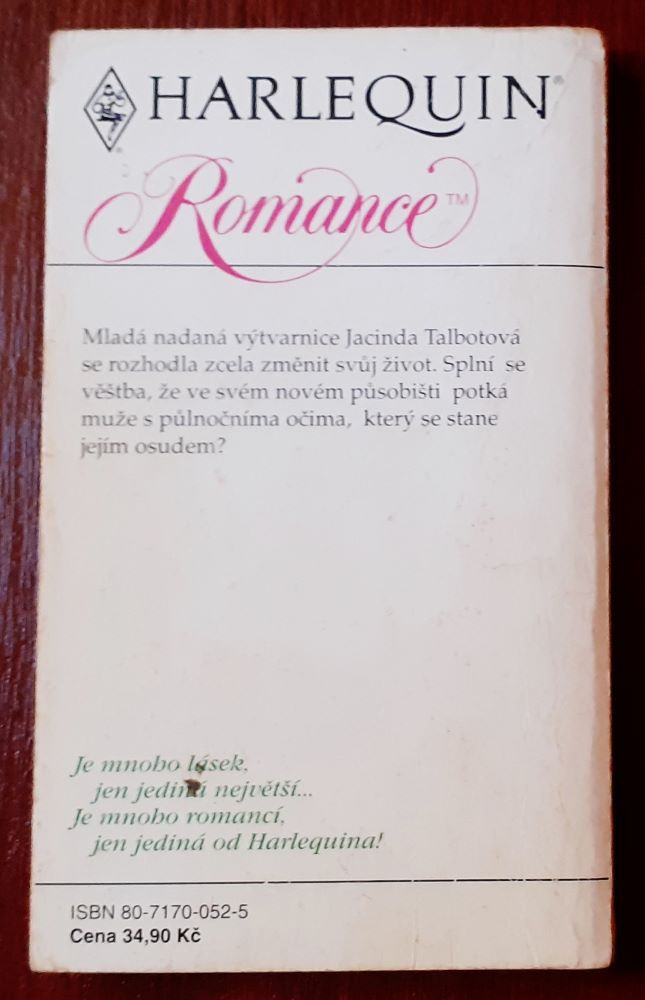 HARLEQUIN®
Romance™
Mladá nadaná výtvarnice Jacinda Talbotová
se rozhodla zcela změnit svůj život. Splní se
věštba, že ve svém novém působišti potká
muže s půlnočníma očima, který se stane
jejím osudem?
Je mnoho lásek,
jen jediná největší...
Je mnoho romancí,
jen jediná od Harlequina!
ISBN 80-7170-052-5
Cena 34,90 Kč